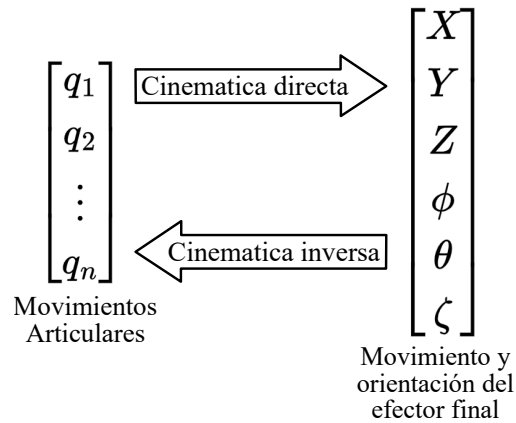 q₁
q₂
⋮
qₙ
Movimientos
Articulares
Cinematica directa
Cinematica inversa
X
Y
Z
ϕ
θ
ζ
Movimiento y
orientación del
efector final